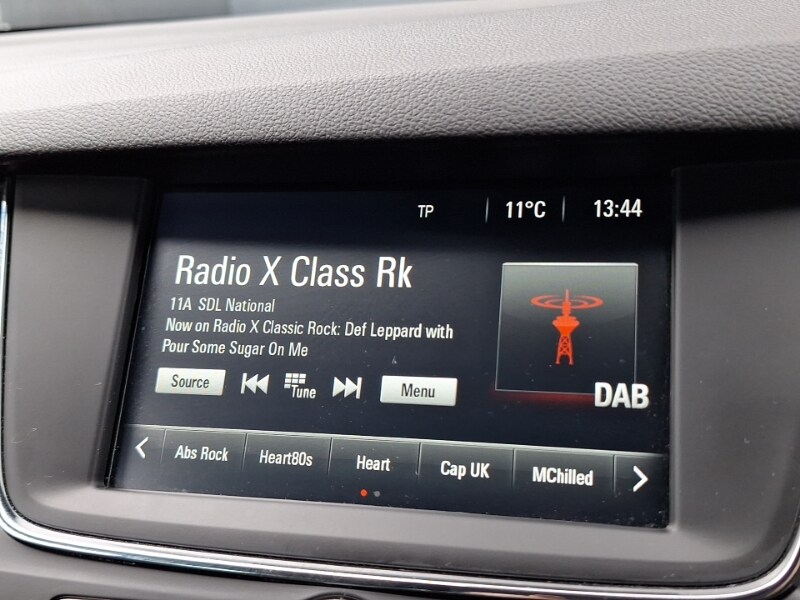 TP 11°C 13:44
Radio X Class Rk
11A SDL National
Now on Radio X Classic Rock: Def Leppard with
Pour Some Sugar On Me
Source Tune Menu
DAB
Abs Rock Heart80s Heart Cap UK MChilled